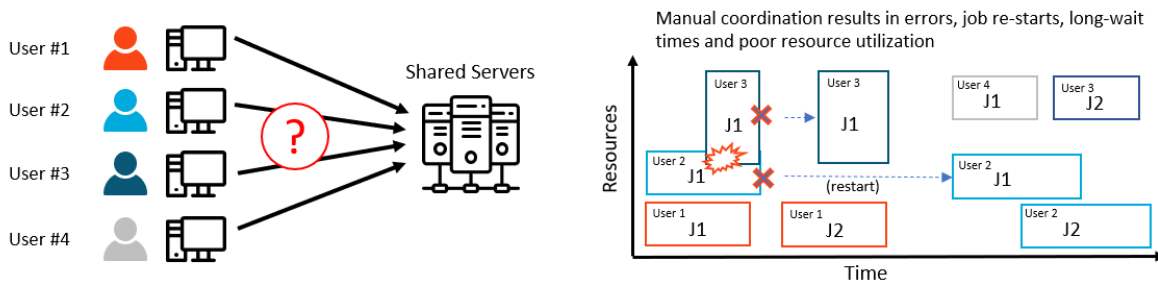 User #1
User #2
User #3
User #4
?
Shared Servers
Manual coordination results in errors, job re-starts, long-wait
times and poor resource utilization
Resources
User 3
J1
User 3
J1
User 4
J1
User 3
J2
User 2
J1
(restart)
User 2
J1
User 1
J1
User 1
J2
User 2
J2
Time